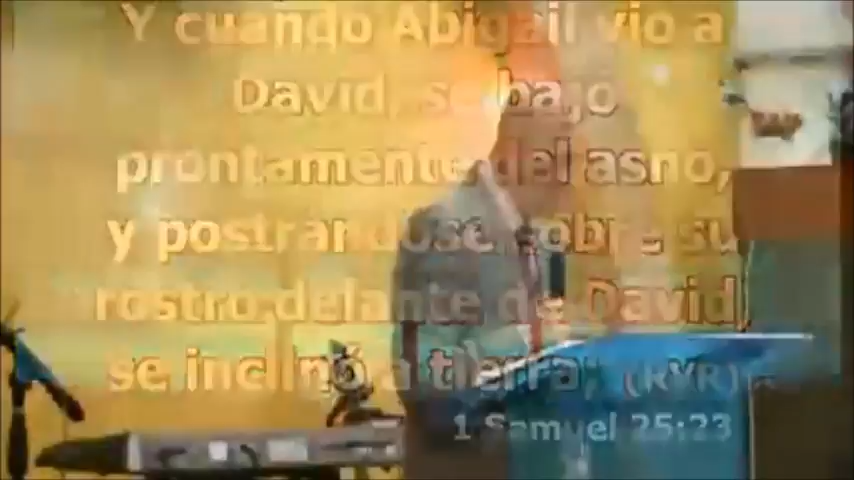 Y cuando Abigail vio a
David, se bajó
prontamente del asno,
y postrándose sobre su
rostro delante de David,
se inclinó a tierra; (RVR)
1 Samuel 25:23